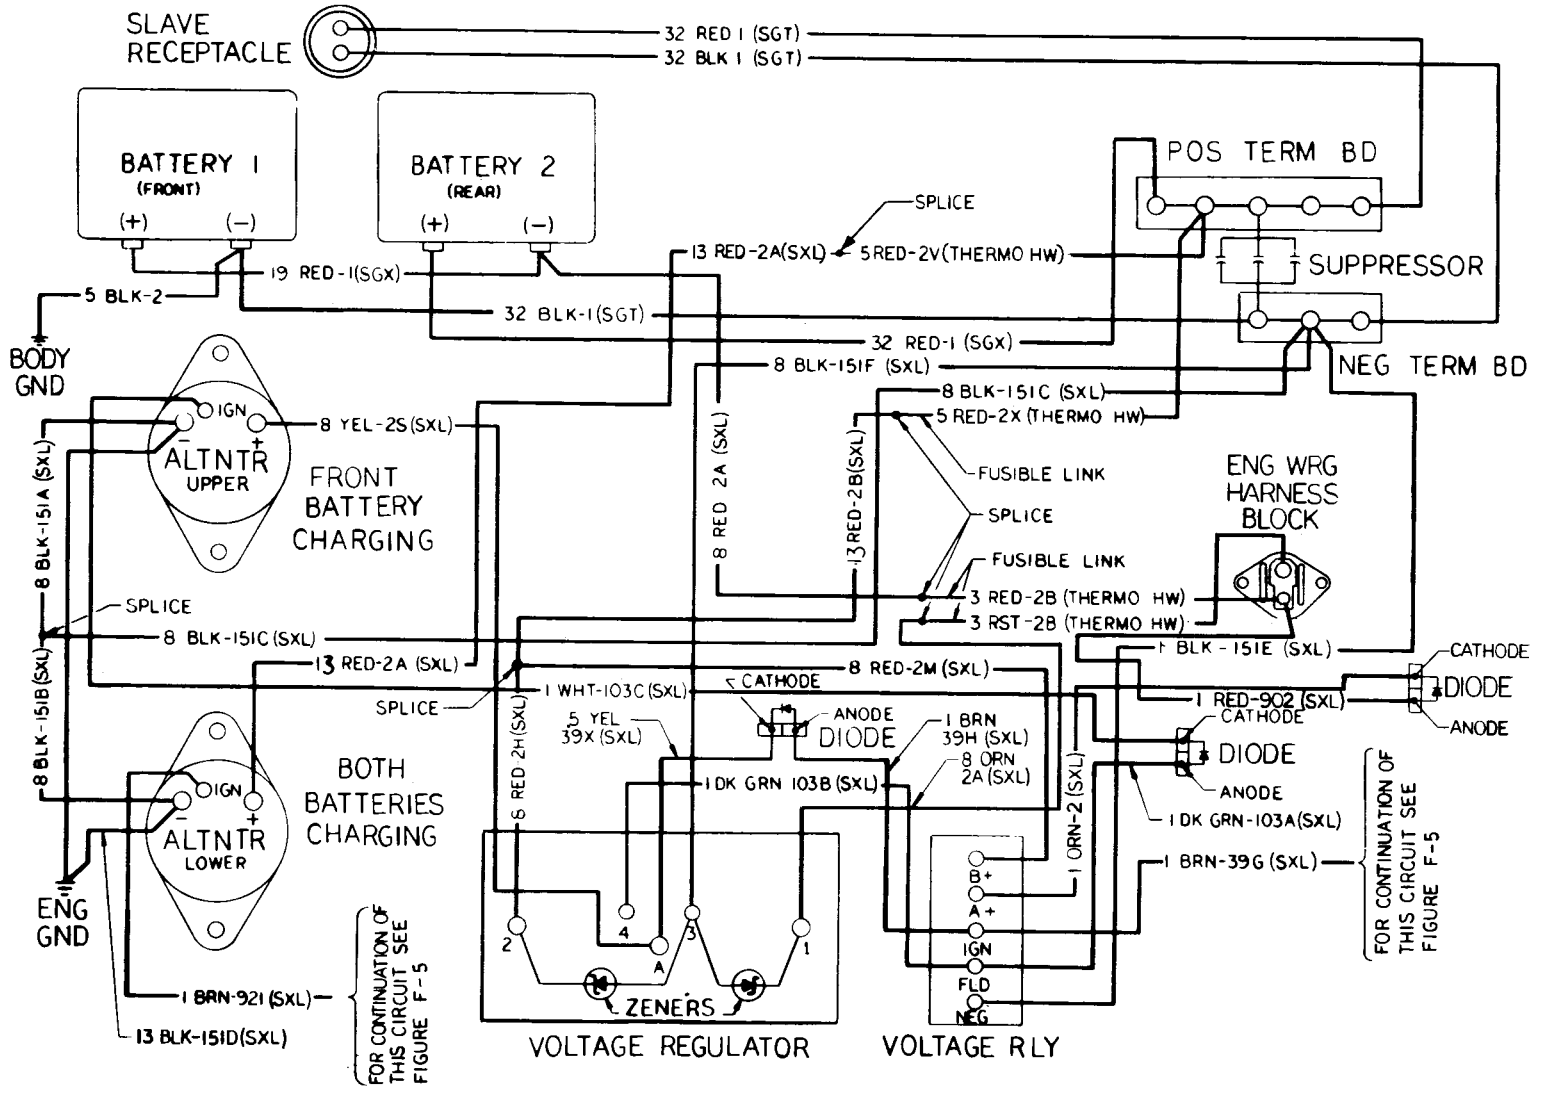 SLAVE
RECEPTACLE
32 RED 1 (SGT)
32 BLK 1 (SGT)
BATTERY 1
(FRONT)
(+) (-)
BATTERY 2
(REAR)
(+) (-)
POS TERM BD
SPLICE
13 RED-2A(SXL)
5RED-2V(THERMO HW)
SUPPRESSOR
19 RED-1(SGX)
5 BLK-2
32 BLK-1(SGT)
32 RED-1 (SGX)
BODY
GND
NEG TERM BD
8 BLK-151F (SXL)
8 BLK-151C (SXL)
5 RED-2X(THERMO HW)
IGN
- +
ALTNTR
UPPER
8 YEL-2S(SXL)
FRONT
BATTERY
CHARGING
8 BLK-151A (SXL)
8 RED 2A (SXL)
13RED-2B(SXL)
FUSIBLE LINK
SPLICE
FUSIBLE LINK
ENG WRG
HARNESS
BLOCK
3 RED-2B (THERMO HW)
3 RST-2B (THERMO HW)
SPLICE
8 BLK-151C(SXL)
1 BLK-151E (SXL)
CATHODE
DIODE
ANODE
13 RED-2A (SXL)
8 RED-2M(SXL)
1 WHT-103C(SXL)
CATHODE
1 RED-902 (SXL)
8BLK-151B(SXL)
SPLICE
8 RED-2H(SXL)
5 YEL
39X(SXL)
ANODE
DIODE
1 BRN
39H (SXL)
8 ORN
2A(SXL)
CATHODE
DIODE
ANODE
BOTH
BATTERIES
CHARGING
IGN
- +
ALTNTR
LOWER
1DK GRN 103B(SXL)
1 ORN-2 (SXL)
1DK GRN-103A(SXL)
1 BRN-39G(SXL)
FOR CONTINUATION OF
THIS CIRCUIT SEE
FIGURE F-5
ENG
GND
B+
A+
IGN
FLD
NEG
2
4
A
3
1
ZENERS
1 BRN-921(SXL)
13 BLK-151D(SXL)
FOR CONTINUATION OF
THIS CIRCUIT SEE
FIGURE F-5
VOLTAGE REGULATOR
VOLTAGE RLY